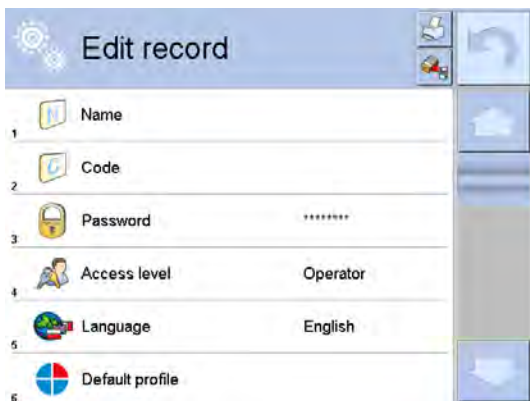 Edit record
1 N Name
2 C Code
3 Password ********
4 Access level Operator
5 Language English
6 Default profile